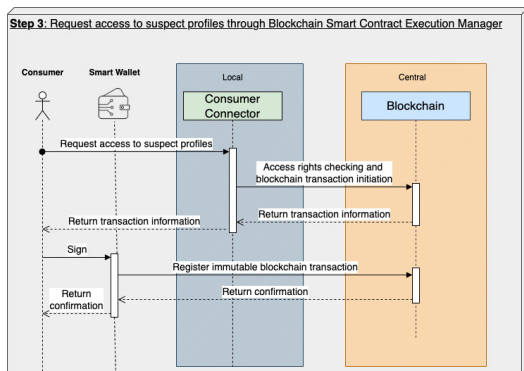 Step 3: Request access to suspect profiles through Blockchain Smart Contract Execution Manager
Consumer
Smart Wallet
Local
Central
Consumer
Connector
Blockchain
Request access to suspect profiles
Access rights checking and
blockchain transaction initiation
Return transaction information
Return transaction information
Sign
Register immutable blockchain transaction
Return confirmation
Return
confirmation